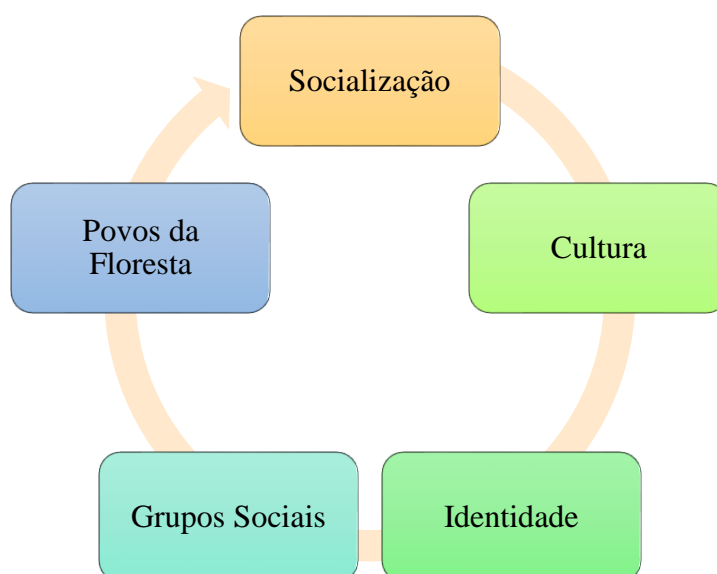 Socialização
Cultura
Identidade
Grupos Sociais
Povos da
Floresta